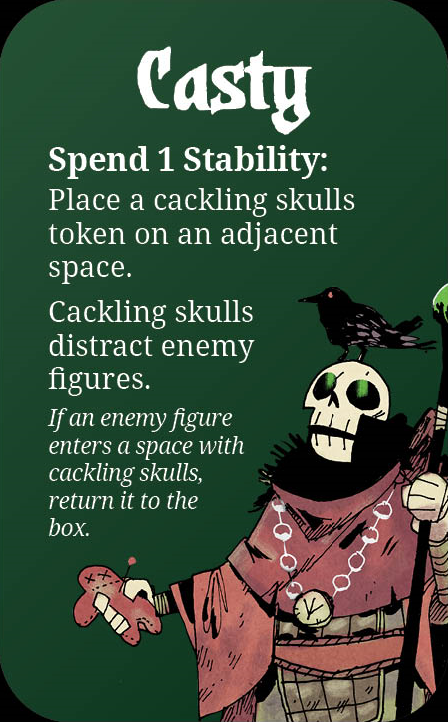 Casty
Spend 1 Stability:
Place a cackling skulls
token on an adjacent
space.
Cackling skulls
distract enemy
figures.
If an enemy figure
enters a space with
cackling skulls,
return it to the
box.